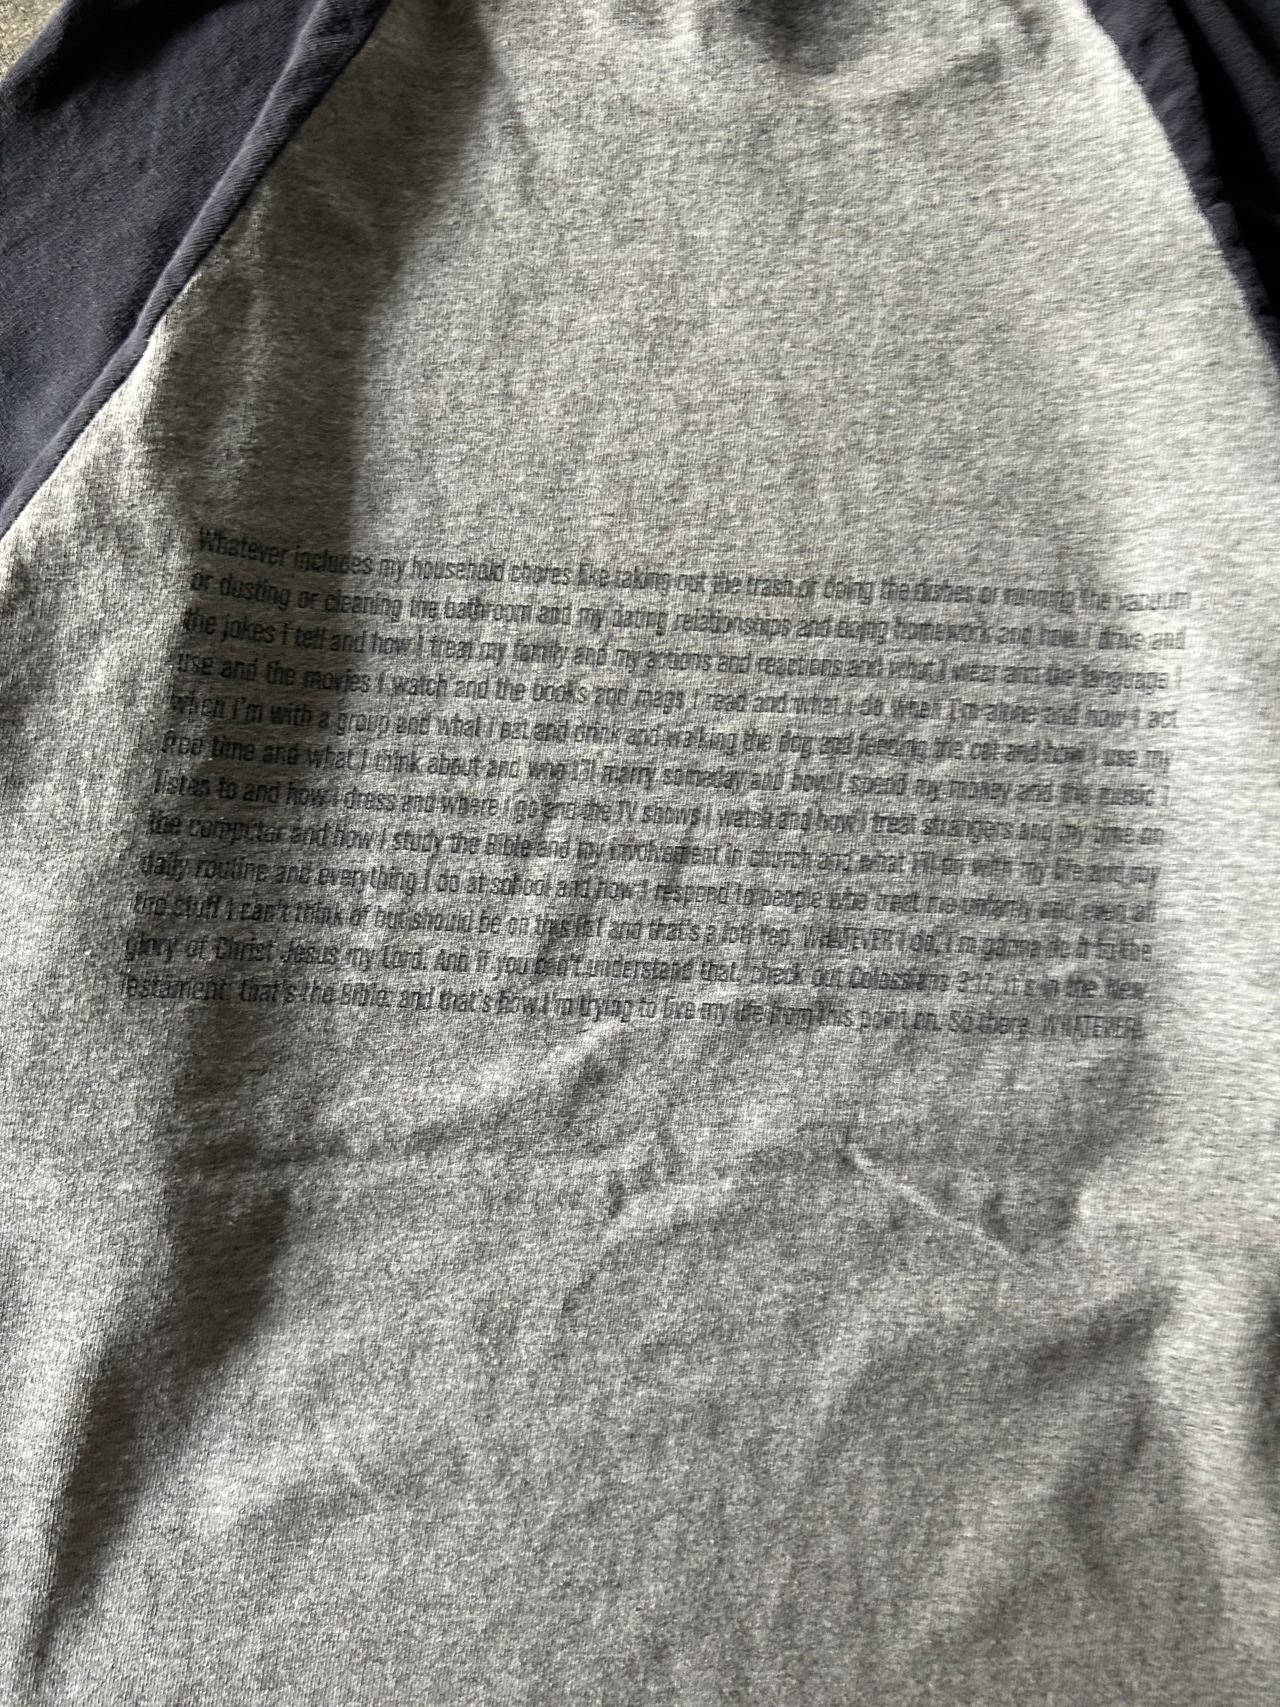 Whatever includes my household chores like taking out the trash or doing the dishes or running the vacuum
or dusting or cleaning the bathroom and my dating relationships and doing homework and how I drive and
the jokes I tell and how I treat my family and my actions and reactions and what I wear and the language I
use and the movies I watch and the books and mags I read and what I do when I'm alone and how I act
when I'm with a group and what I eat and drink and walking the dog and feeding the cat and how I use my
free time and what I think about and who I'll marry someday and how I spend my money and the music I
listen to and how I dress and where I go and the TV shows I watch and how I treat strangers and my time on
the computer and how I study the Bible and my involvement in church and what I'll do with my life and my
daily routine and everything I do at school and how I respond to people who treat me unfairly and even all
the stuff I can't think of but should be on this list and that's a lot! Yep, WHATEVER I do, I'm gonna do it to the
glory of Christ Jesus my Lord. And if you can't understand that, check out Colossians 3:17. It's in the New
Testament, that's the Bible, and that's how I'm trying to live my life from this point on. So there. WHATEVER!